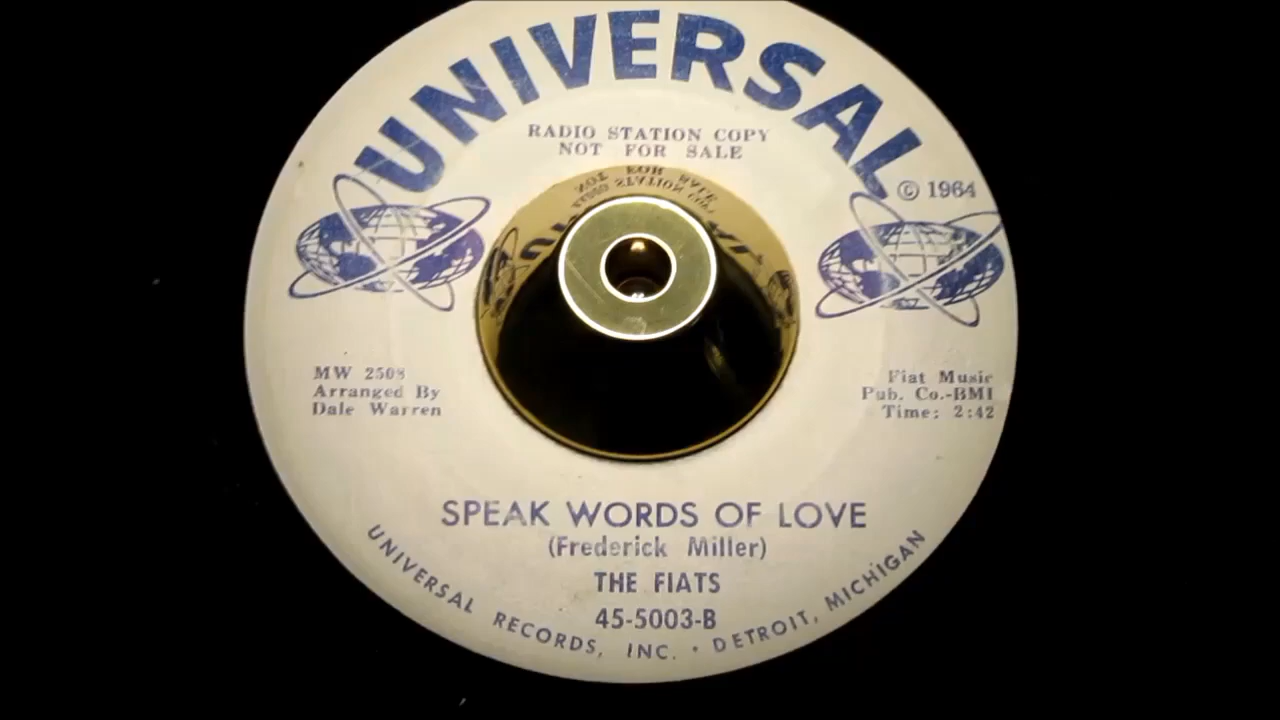 UNIVERSAL
RADIO STATION COPY
NOT FOR SALE
© 1964
MW 2508
Arranged By
Dale Warren
Fiat Music
Pub. Co.-BMI
Time: 2:42
SPEAK WORDS OF LOVE
(Frederick Miller)
THE FIATS
45-5003-B
UNIVERSAL RECORDS, INC. · DETROIT, MICHIGAN